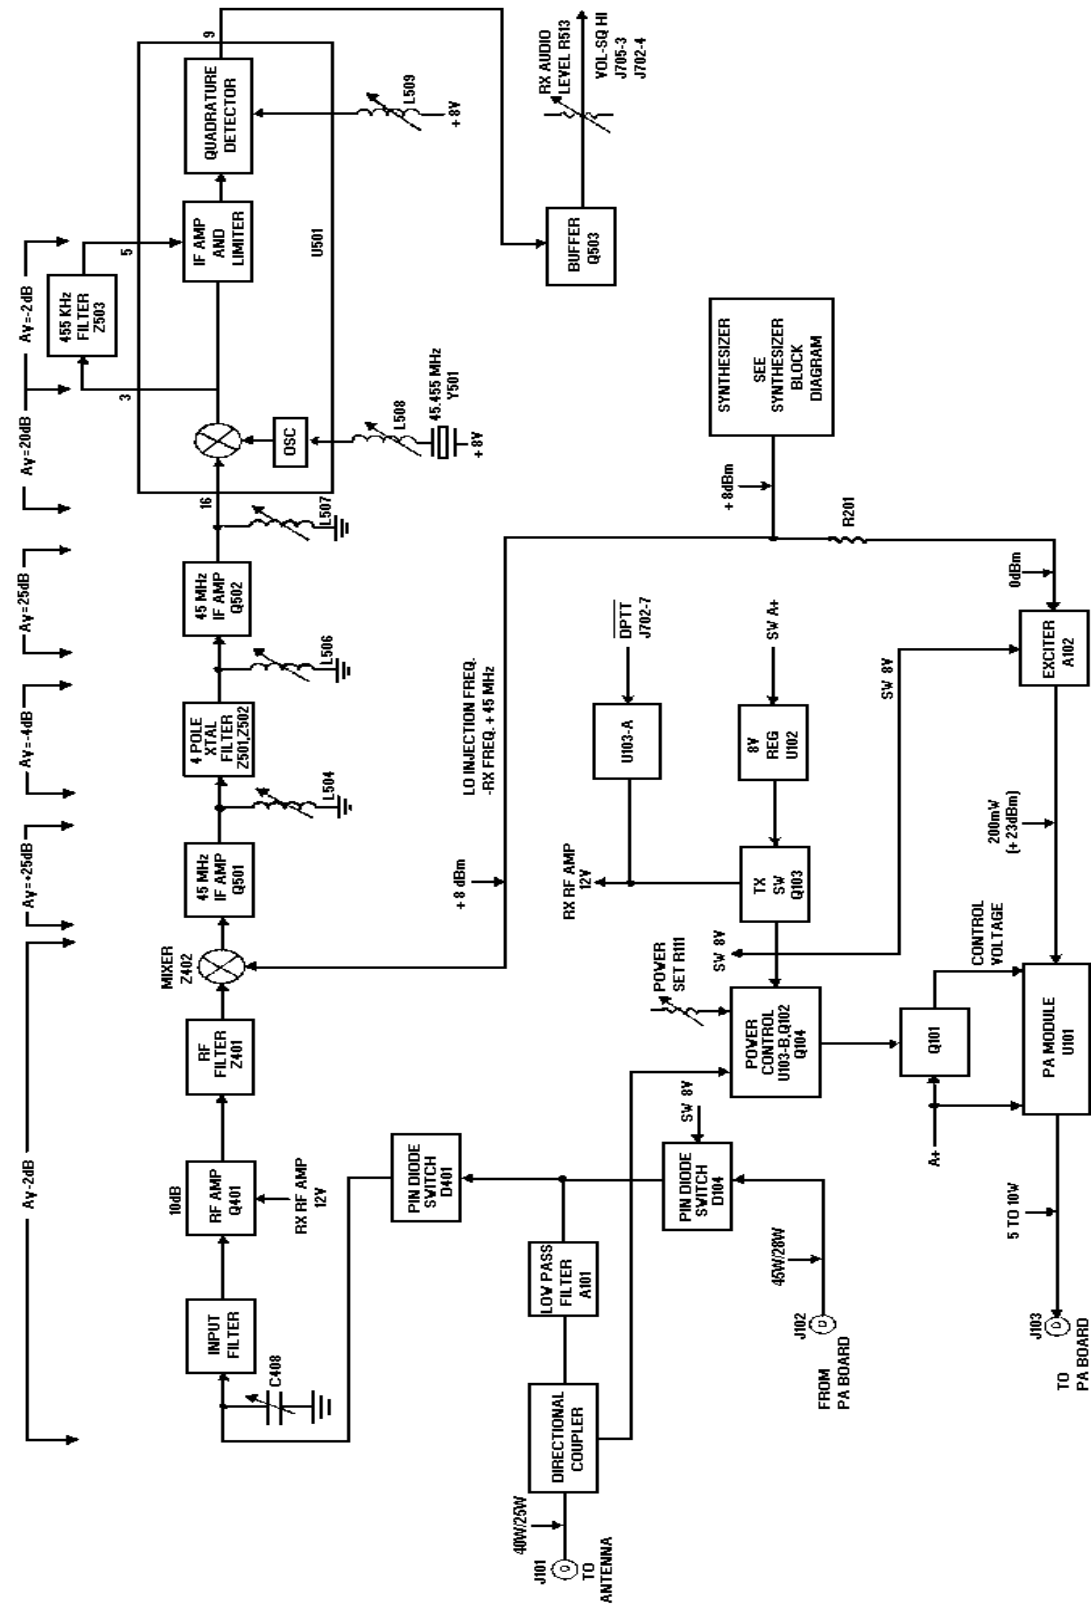 Av-2dB
Av=+25dB
Av=-4dB
Av=25dB
Av=20dB
Av=-2dB
455 KHz
FILTER
Z503
3
5
9
16
C408
INPUT
FILTER
10dB
RF AMP
Q401
RX RF AMP
12V
RF
FILTER
Z401
MIXER
Z402
45 MHz
IF AMP
Q501
L504
4 POLE
XTAL
FILTER
Z501,Z502
L506
45 MHz
IF AMP
Q502
L507
OSC
L508
45.455 MHz
Y501
+8V
IF AMP
AND
LIMITER
QUADRATURE
DETECTOR
U501
L509
+8V
BUFFER
Q503
RX AUDIO
LEVEL R513
VOL-SQ HI
J705-3
J702-4
PIN DIODE
SWITCH
D401
+8 dBm
LO INJECTION FREQ.
-RX FREQ. + 45 MHz
40W/25W
J101
TO
ANTENNA
DIRECTIONAL
COUPLER
LOW PASS
FILTER
A101
PIN DIODE
SWITCH
D104
SW 8V
45W/28W
J102
FROM
PA BOARD
POWER
SET R111
POWER
CONTROL
U103-B,Q102
Q104
SW 8V
RX RF AMP
12V
TX
SW
Q103
U103-A
DPTT
J702-7
8V
REG
U102
SW A+
SYNTHESIZER
SEE
SYNTHESIZER
BLOCK
DIAGRAM
+8dBm
R201
0dBm
SW 8V
EXCITER
A102
200mW
(+ 23dBm)
CONTROL
VOLTAGE
Q101
A+
PA MODULE
U101
5 TO 10W
J103
TO
PA BOARD